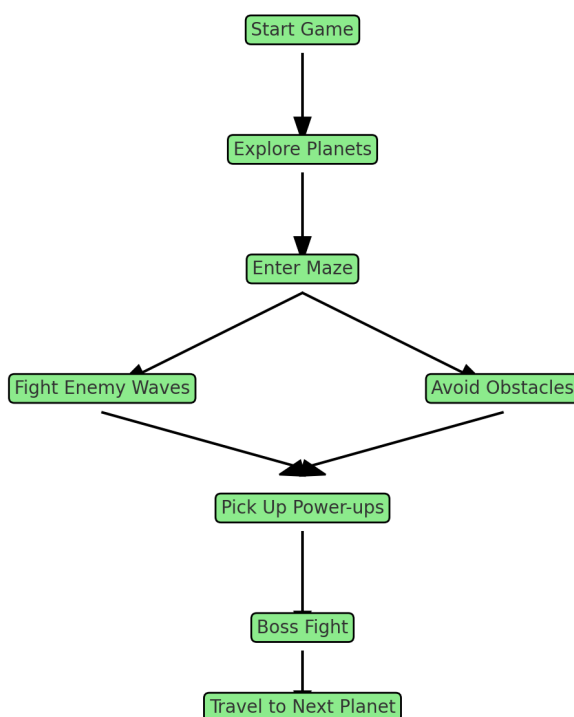 Start Game
Explore Planets
Enter Maze
Fight Enemy Waves
Avoid Obstacles
Pick Up Power-ups
Boss Fight
Travel to Next Planet